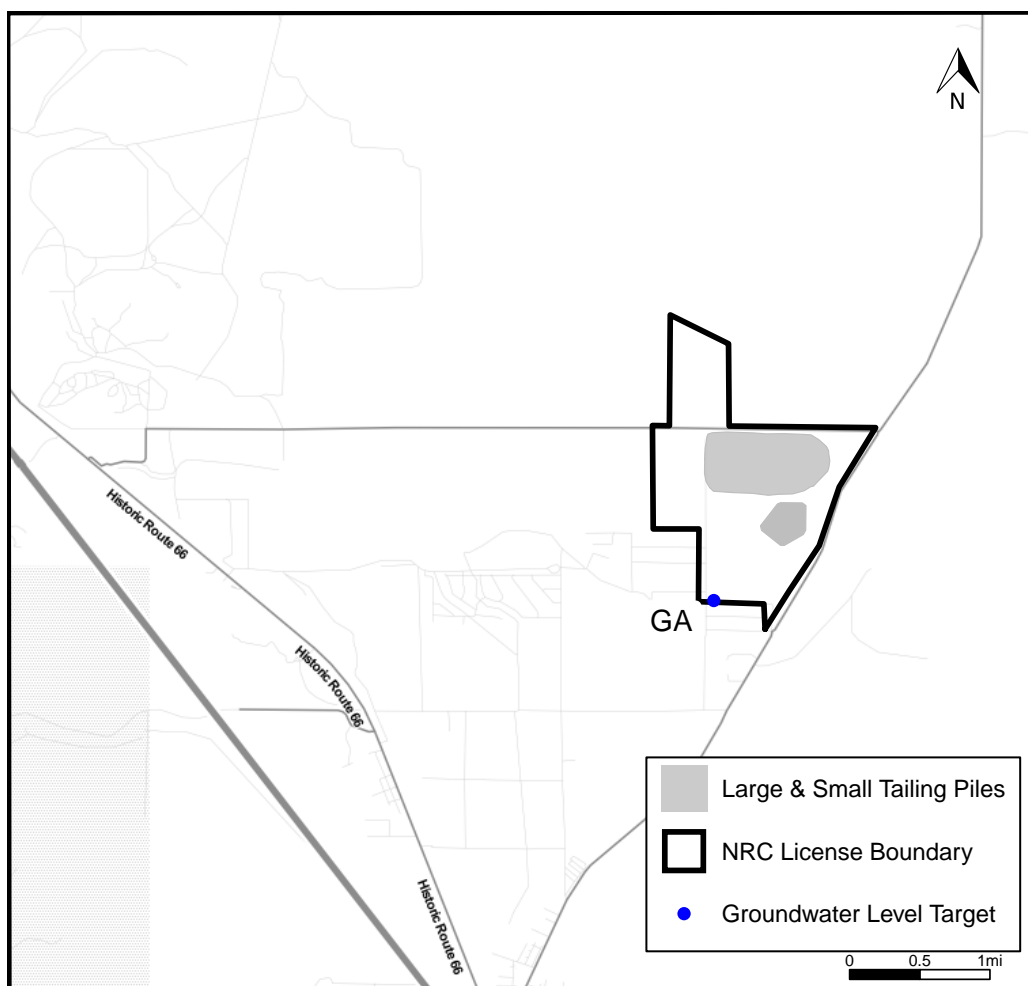 N
Historic Route 66
GA
Historic Route 66
Large & Small Tailing Piles
NRC License Boundary
Historic Route 66
Groundwater Level Target
0 0.5 1mi